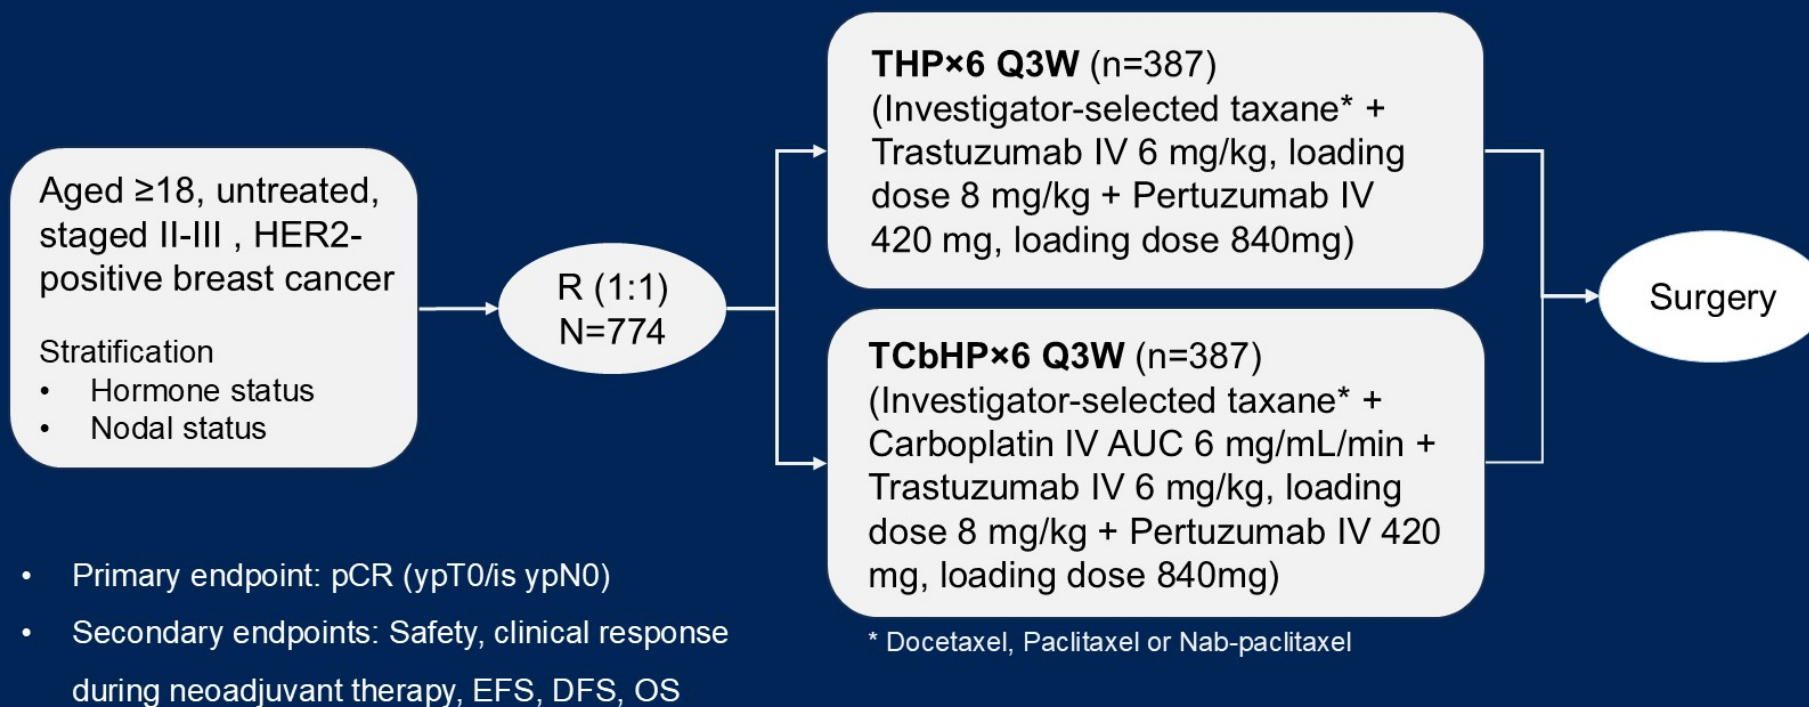 Aged ≥18, untreated,
staged II-III , HER2-
positive breast cancer
Stratification
• Hormone status
• Nodal status
R (1:1)
N=774
THP×6 Q3W (n=387)
(Investigator-selected taxane* +
Trastuzumab IV 6 mg/kg, loading
dose 8 mg/kg + Pertuzumab IV
420 mg, loading dose 840mg)
TCbHP×6 Q3W (n=387)
(Investigator-selected taxane* +
Carboplatin IV AUC 6 mg/mL/min +
Trastuzumab IV 6 mg/kg, loading
dose 8 mg/kg + Pertuzumab IV 420
mg, loading dose 840mg)
* Docetaxel, Paclitaxel or Nab-paclitaxel
Surgery
• Primary endpoint: pCR (ypT0/is ypN0)
• Secondary endpoints: Safety, clinical response
during neoadjuvant therapy, EFS, DFS, OS